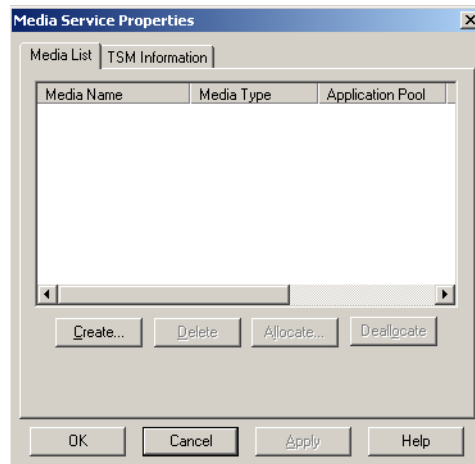 Media Service Properties
Media List TSM Information
Media Name Media Type Application Pool
Create... Delete Allocate... Deallocate
OK Cancel Apply Help